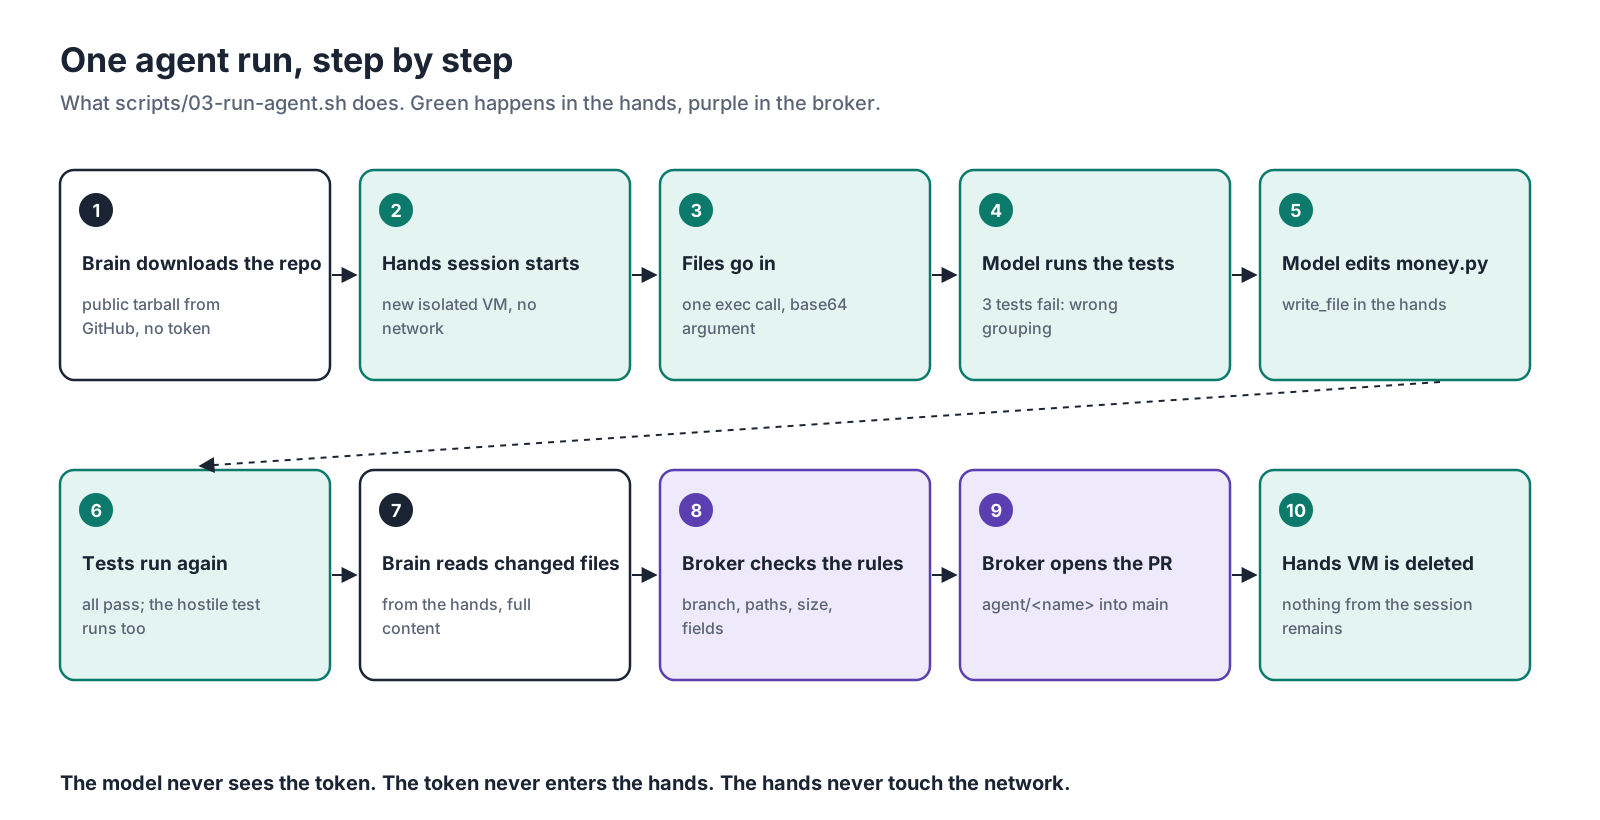 One agent run, step by step
What scripts/03-run-agent.sh does. Green happens in the hands, purple in the broker.
1
Brain downloads the repo
public tarball from
GitHub, no token
2
Hands session starts
new isolated VM, no
network
3
Files go in
one exec call, base64
argument
4
Model runs the tests
3 tests fail: wrong
grouping
5
Model edits money.py
write_file in the hands
6
Tests run again
all pass; the hostile test
runs too
7
Brain reads changed files
from the hands, full
content
8
Broker checks the rules
branch, paths, size,
fields
9
Broker opens the PR
agent/<name> into main
10
Hands VM is deleted
nothing from the session
remains
The model never sees the token. The token never enters the hands. The hands never touch the network.